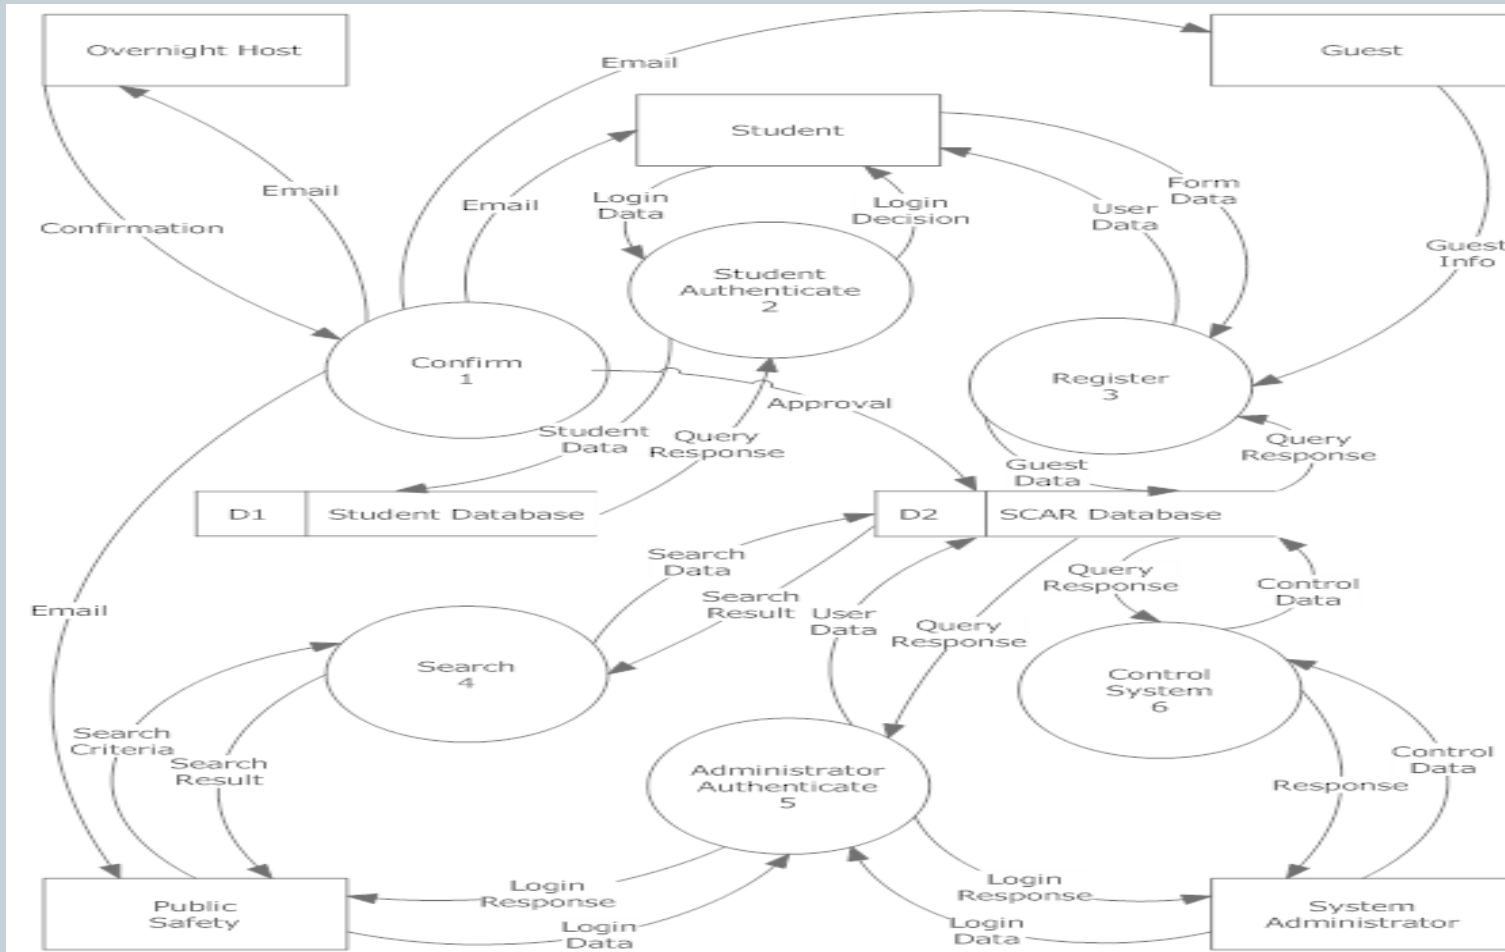 Overnight Host
Guest
Email
Student
Email
Email
Confirmation
Login
Data
Login
Decision
Form
Data
User
Data
Guest
Info
Student
Authenticate
2
Confirm
1
Register
3
Approval
Student
Data
Query
Response
Guest
Data
Query
Response
D1
Student Database
D2
SCAR Database
Search
Data
Search
Result
User
Data
Query
Response
Query
Response
Control
Data
Email
Search
4
Control
System
6
Search
Criteria
Search
Result
Administrator
Authenticate
5
Response
Control
Data
Login
Response
Login
Data
Login
Response
Login
Data
Public
Safety
System
Administrator